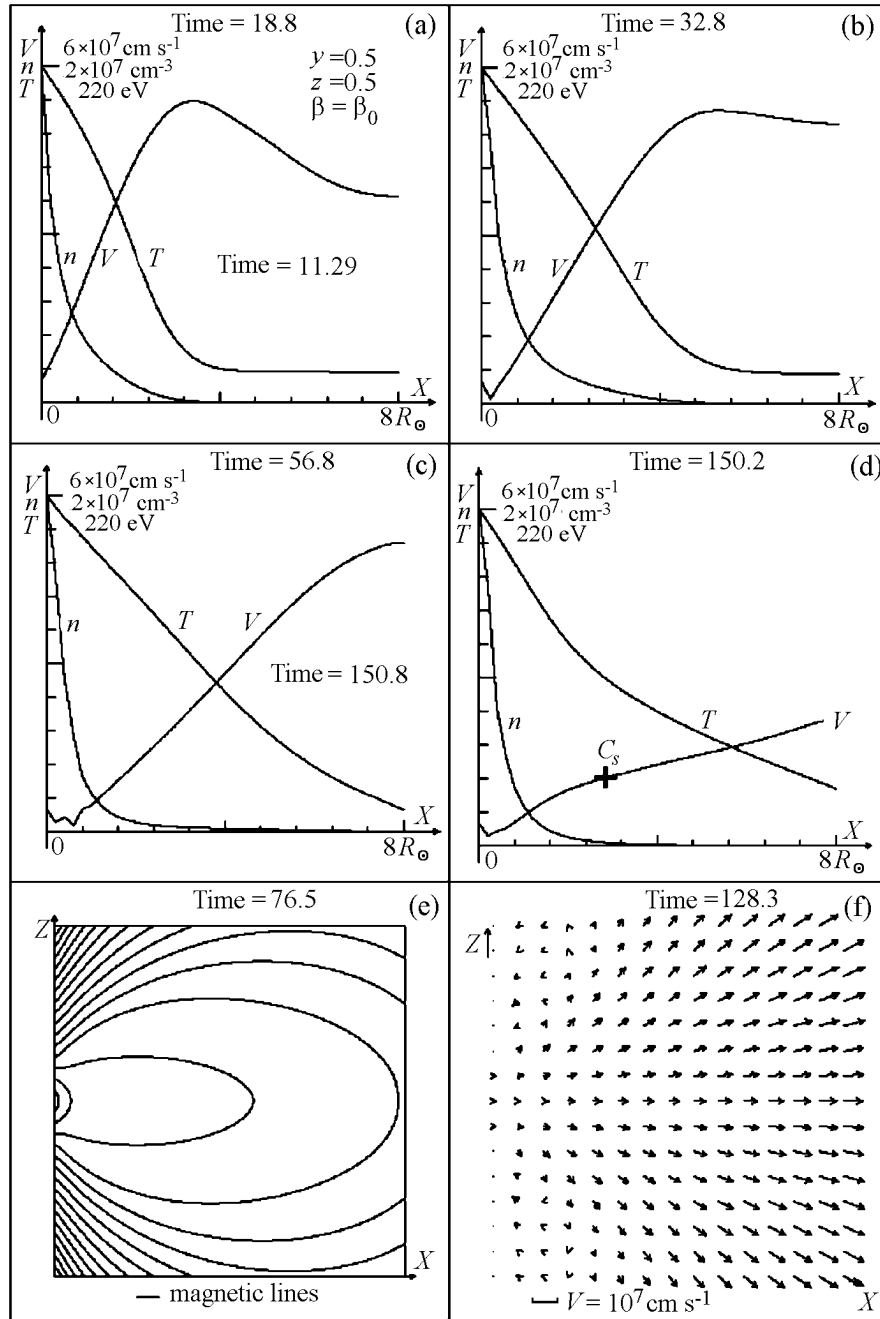 Time = 18.8
(a)
V 6×10⁷cm s⁻¹
n 2×10⁷ cm⁻³
T 220 eV
y = 0.5
z = 0.5
β = β₀
n V T
Time = 11.29
X
0 8R⊙
Time = 32.8
(b)
V 6×10⁷cm s⁻¹
n 2×10⁷ cm⁻³
T 220 eV
n V T
X
0 8R⊙
Time = 56.8
(c)
V 6×10⁷cm s⁻¹
n 2×10⁷ cm⁻³
T 220 eV
n T V
Time = 150.8
X
0 8R⊙
Time = 150.2
(d)
V 6×10⁷cm s⁻¹
n 2×10⁷ cm⁻³
T 220 eV
n T V
Cₛ
X
0 8R⊙
Time = 76.5
(e)
Z
X
magnetic lines
Time = 128.3
(f)
Z
V = 10⁷cm s⁻¹ X